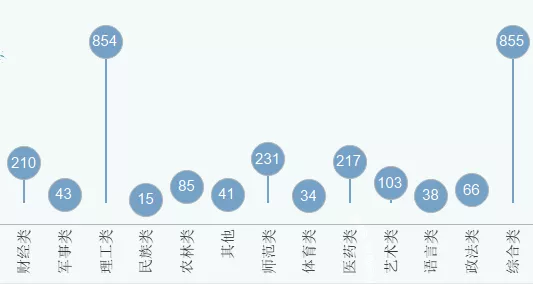 854
855
210
43
15
85
41
231
34
217
103
38
66
财经类
军事类
理工类
民族类
农林类
其他
师范类
体育类
医药类
艺术类
语言类
政法类
综合类